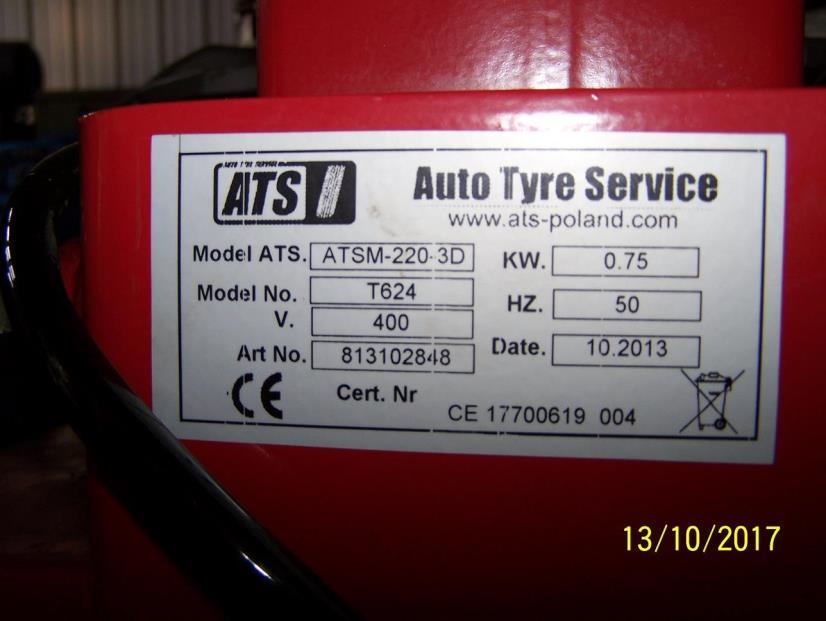 ATS
Auto Tyre Service
www.ats-poland.com
Model ATS. ATSM-220-3D KW. 0.75
Model No. T624 HZ. 50
V. 400
Art No. 813102848 Date. 10.2013
CE Cert. Nr CE 17700619 004
13/10/2017